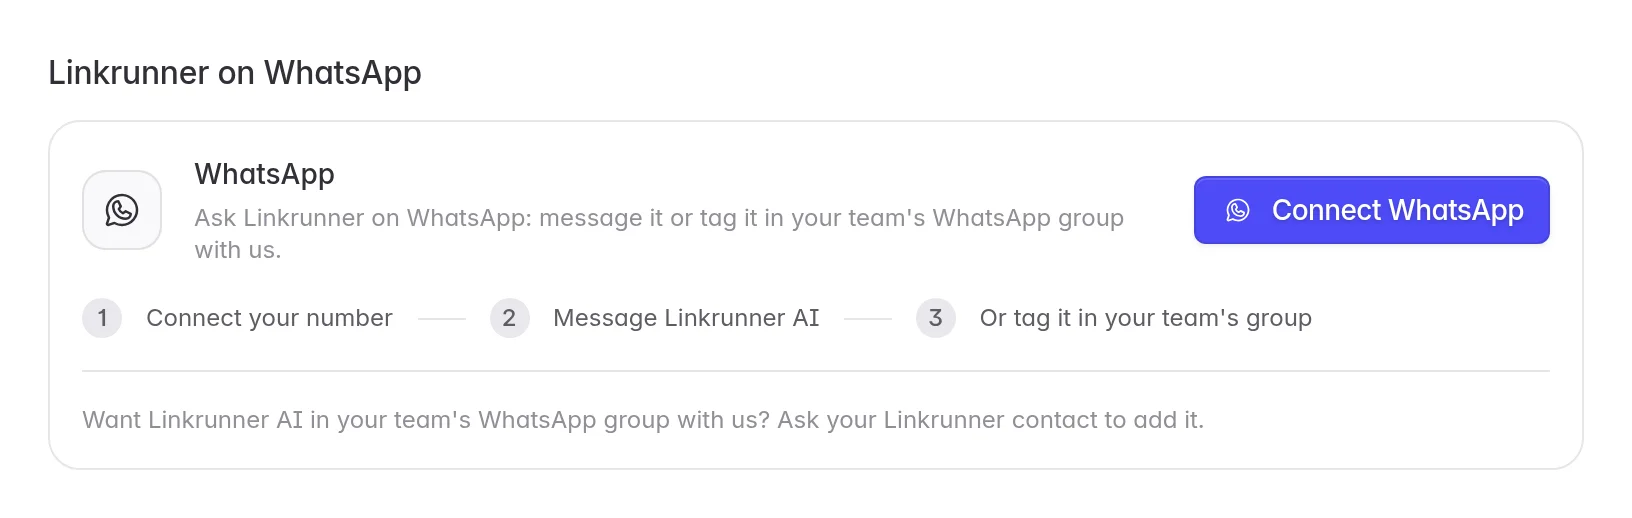 Linkrunner on WhatsApp
WhatsApp
Ask Linkrunner on WhatsApp: message it or tag it in your team's WhatsApp group
with us.
Connect WhatsApp
1 Connect your number 2 Message Linkrunner AI 3 Or tag it in your team's group
Want Linkrunner AI in your team's WhatsApp group with us? Ask your Linkrunner contact to add it.